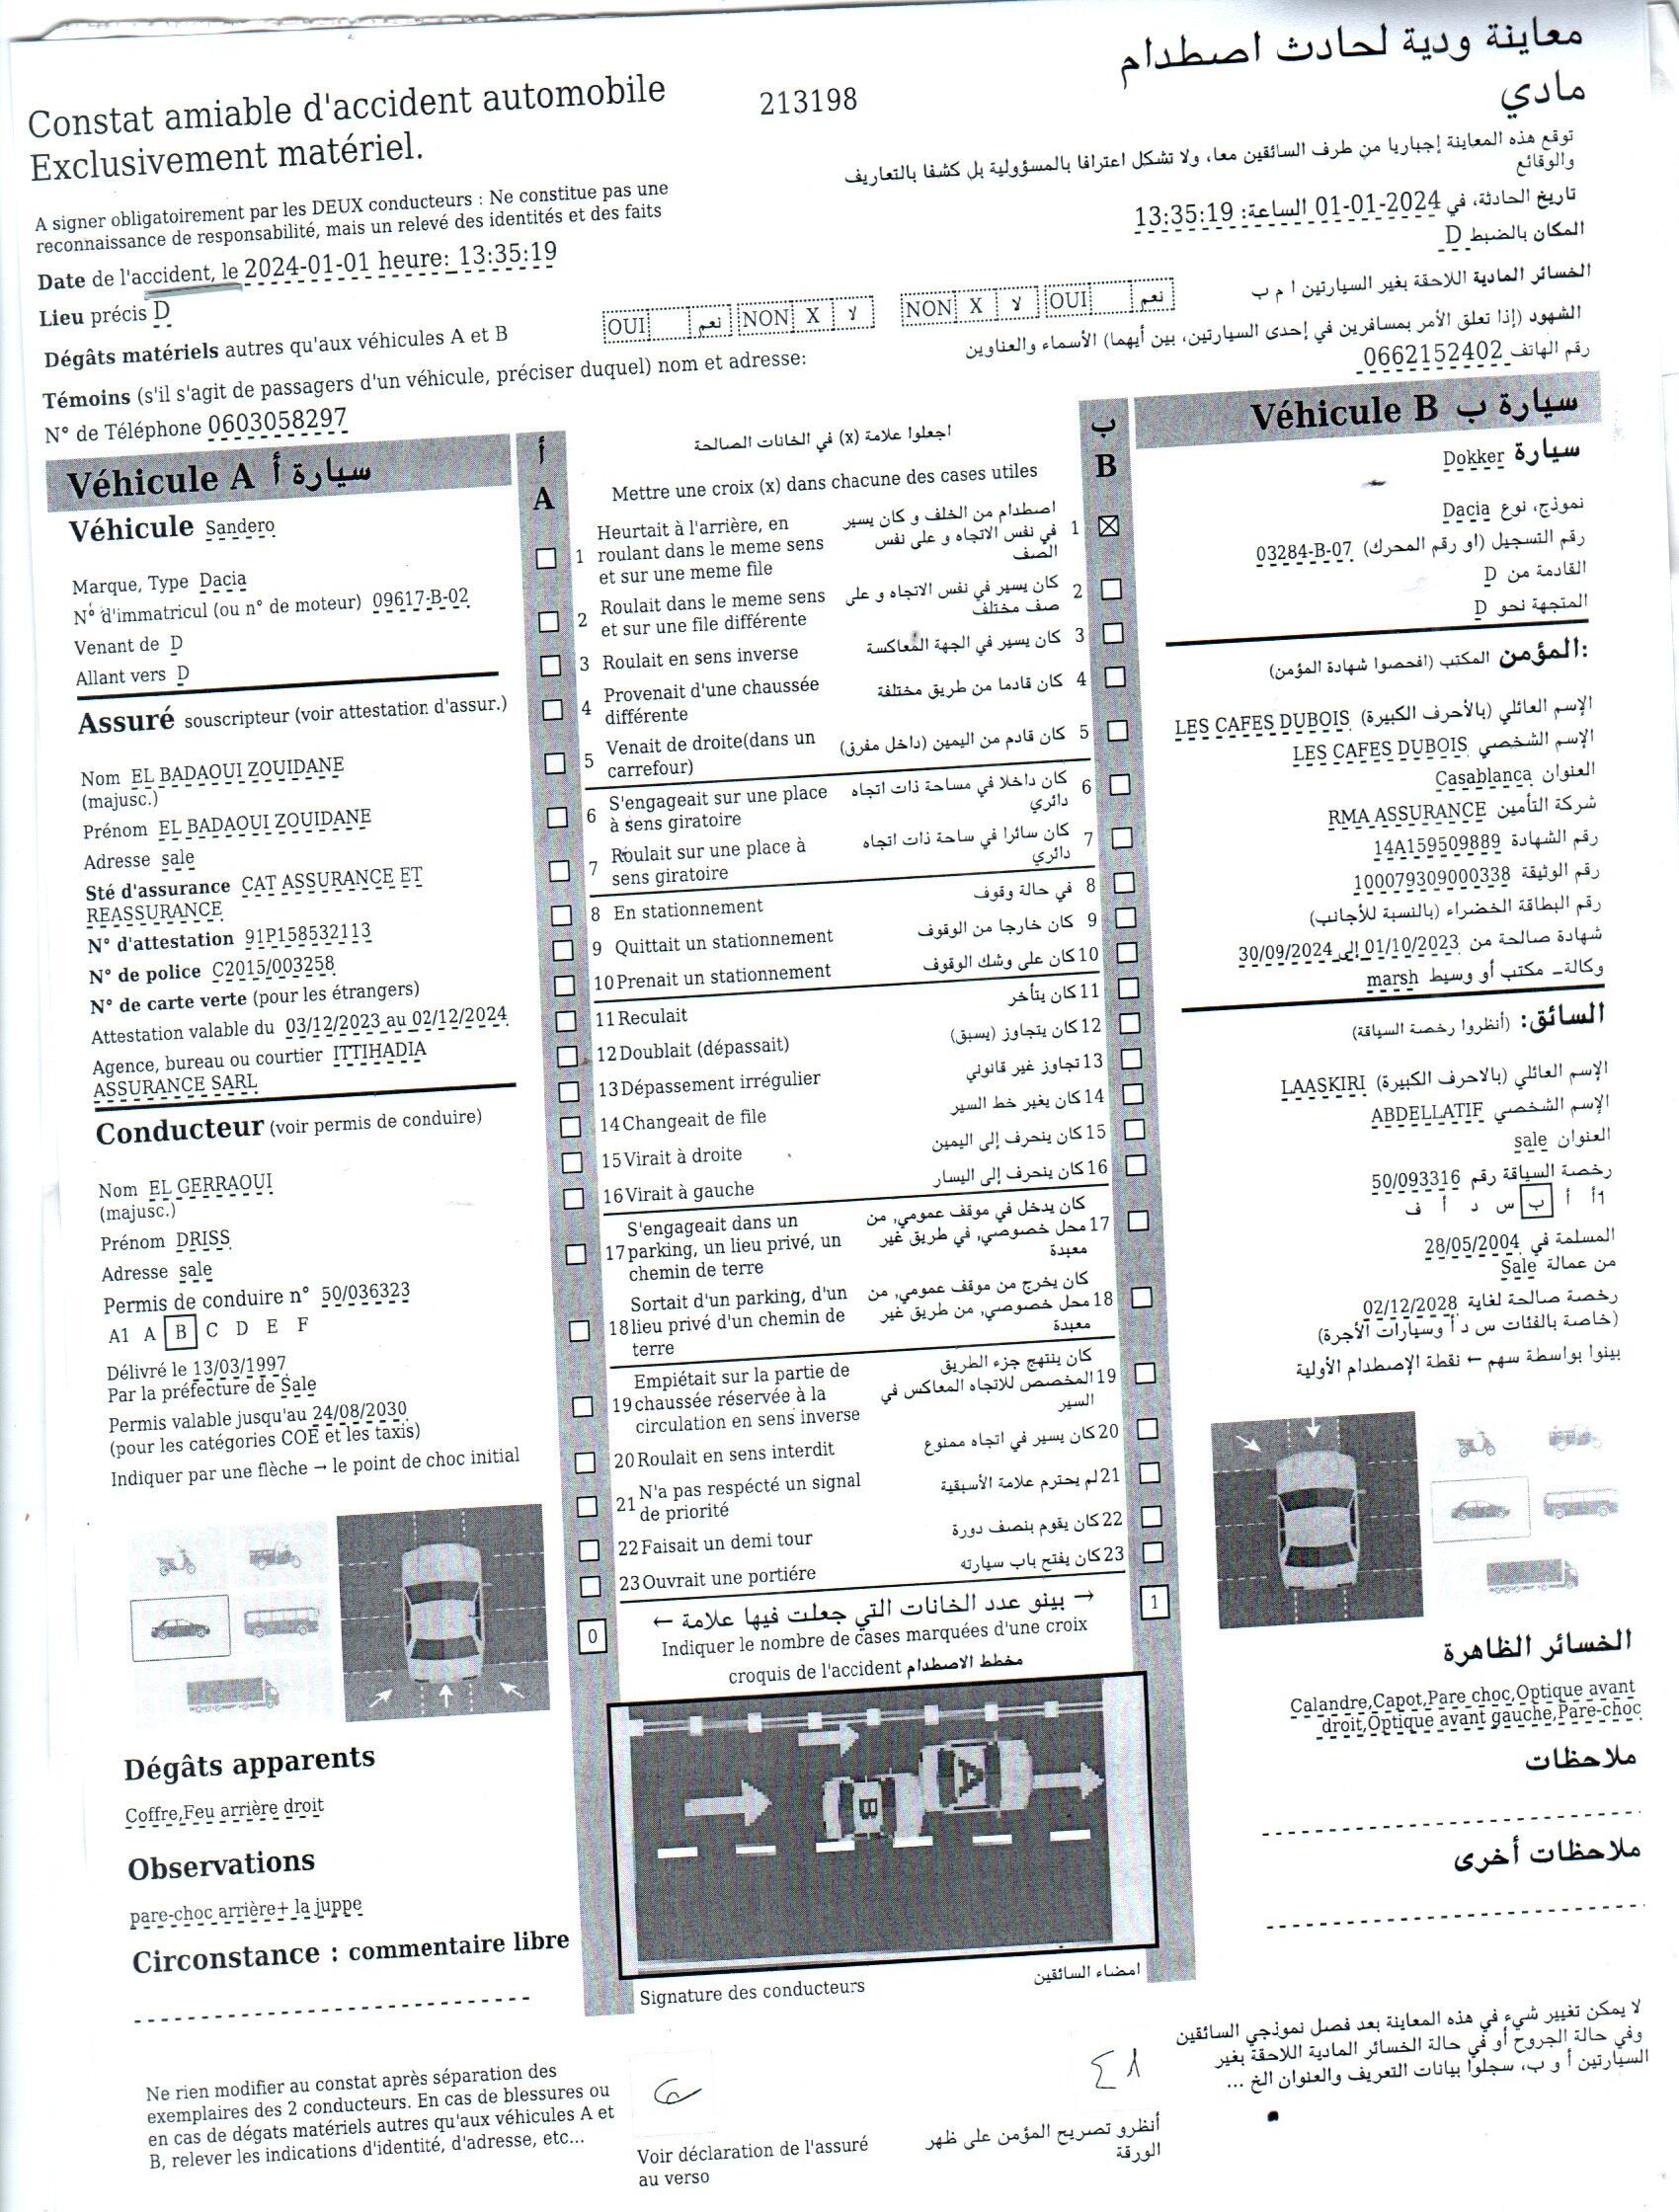 معاينة ودية لحادث اصطدام
مادي
Constat amiable d'accident automobile
Exclusivement matériel.
213198
توقع هذه المعاينة إجباريا من طرف السائقين معا، ولا تشكل اعترافا بالمسؤولية بل كشفا بالتعاريف
والوقائع
A signer obligatoirement par les DEUX conducteurs : Ne constitue pas une
reconnaissance de responsabilité, mais un relevé des identités et des faits
تاريخ الحادثة، في 2024-01-01 الساعة: 13:35:19
المكان بالضبط D
Date de l'accident, le 2024-01-01 heure: 13:35:19
Lieu précis D
الخسائر المادية اللاحقة بغير السيارتين ا م ب
Dégâts matériels autres qu'aux véhicules A et B
OUI نعم NON X لا
NON X لا OUI نعم
الشهود (إذا تعلق الأمر بمسافرين في إحدى السيارتين، بين أيهما) الأسماء والعناوين
رقم الهاتف 0662152402
Témoins (s'il s'agit de passagers d'un véhicule, préciser duquel) nom et adresse:
N° de Téléphone 0603058297
Véhicule A سيارة أ
Véhicule Sandero
Marque, Type Dacia
N° d'immatricul (ou n° de moteur) 09617-B-02
Venant de D
Allant vers D
Assuré souscripteur (voir attestation d'assur.)
Nom EL BADAOUI ZOUIDANE
(majusc.)
Prénom EL BADAOUI ZOUIDANE
Adresse sale
Sté d'assurance CAT ASSURANCE ET
REASSURANCE
N° d'attestation 91P158532113
N° de police C2015/003258
N° de carte verte (pour les étrangers)
Attestation valable du 03/12/2023 au 02/12/2024
Agence, bureau ou courtier ITTIHADIA
ASSURANCE SARL
Conducteur (voir permis de conduire)
Nom EL GERRAOUI
(majusc.)
Prénom DRISS
Adresse sale
Permis de conduire n° 50/036323
A1 A B C D E F
Délivré le 13/03/1997
Par la préfecture de Sale
Permis valable jusqu'au 24/08/2030
(pour les catégories COE et les taxis)
Indiquer par une flèche → le point de choc initial
Dégâts apparents
Coffre,Feu arrière droit
Observations
pare-choc arrière+ la juppe
Circonstance : commentaire libre
Ne rien modifier au constat après séparation des
exemplaires des 2 conducteurs. En cas de blessures ou
en cas de dégats matériels autres qu'aux véhicules A et
B, relever les indications d'identité, d'adresse, etc...
أ
A
ب
B
اجعلوا علامة (x) في الخانات الصالحة
Mettre une croix (x) dans chacune des cases utiles
1 Heurtait à l'arrière, en
roulant dans le meme sens
et sur une meme file
اصطدام من الخلف و كان يسير
في نفس الاتجاه و على نفس
الصف 1
2 Roulait dans le meme sens
et sur une file différente
كان يسير في نفس الاتجاه و على
صف مختلف 2
3 Roulait en sens inverse
كان يسير في الجهة المعاكسة 3
4 Provenait d'une chaussée
différente
كان قادما من طريق مختلفة 4
5 Venait de droite(dans un
carrefour)
كان قادم من اليمين (داخل مفرق) 5
6 S'engageait sur une place
à sens giratoire
كان داخلا في مساحة ذات اتجاه
دائري 6
7 Roulait sur une place à
sens giratoire
كان سائرا في ساحة ذات اتجاه
دائري 7
8 En stationnement
في حالة وقوف 8
9 Quittait un stationnement
كان خارجا من الوقوف 9
10 Prenait un stationnement
كان على وشك الوقوف 10
11 Reculait
كان يتأخر 11
12 Doublait (dépassait)
كان يتجاوز (يسبق) 12
13 Dépassement irrégulier
تجاوز غير قانوني 13
14 Changeait de file
كان يغير خط السير 14
15 Virait à droite
كان ينحرف إلى اليمين 15
16 Virait à gauche
كان ينحرف إلى اليسار 16
17 S'engageait dans un
parking, un lieu privé, un
chemin de terre
كان يدخل في موقف عمومي, من
محل خصوصي, في طريق غير
معبدة 17
18 Sortait d'un parking, d'un
lieu privé d'un chemin de
terre
كان يخرج من موقف عمومي, من
محل خصوصي, من طريق غير
معبدة 18
19 Empiétait sur la partie de
chaussée réservée à la
circulation en sens inverse
كان ينتهج جزء الطريق
المخصص للاتجاه المعاكس في
السير 19
20 Roulait en sens interdit
كان يسير في اتجاه ممنوع 20
21 N'a pas respécté un signal
de priorité
لم يحترم علامة الأسبقية 21
22 Faisait un demi tour
كان يقوم بنصف دورة 22
23 Ouvrait une portiére
كان يفتح باب سيارته 23
0
1
← بينو عدد الخانات التي جعلت فيها علامة →
Indiquer le nombre de cases marquées d'une croix
croquis de l'accident مخطط الاصطدام
B
A
Signature des conducteurs
امضاء السائقين
Voir déclaration de l'assuré
au verso
أنظرو تصريح المؤمن على ظهر
الورقة
Véhicule B سيارة ب
سيارة Dokker
نموذج، نوع Dacia
رقم التسجيل (او رقم المحرك) 03284-B-07
القادمة من D
المتجهة نحو D
المؤمن: المكتب (افحصوا شهادة المؤمن)
الإسم العائلي (بالأحرف الكبيرة) LES CAFES DUBOIS
الإسم الشخصي LES CAFES DUBOIS
العنوان Casablanca
شركة التأمين RMA ASSURANCE
رقم الشهادة 14A159509889
رقم الوثيقة 100079309000338
رقم البطاقة الخضراء (بالنسبة للأجانب)
شهادة صالحة من 01/10/2023 إلى 30/09/2024
وكالة- مكتب أو وسيط marsh
السائق: (أنظروا رخصة السياقة)
الإسم العائلي (بالاحرف الكبيرة) LAASKIRI
الإسم الشخصي ABDELLATIF
العنوان sale
رخصة السياقة رقم 50/093316
أ1 أ ب س د أ ف
المسلمة في 28/05/2004
من عمالة Sale
رخصة صالحة لغاية 02/12/2028
(خاصة بالفئات س د أ وسيارات الأجرة)
بينوا بواسطة سهم ← نقطة الإصطدام الأولية
الخسائر الظاهرة
Calandre,Capot,Pare choc,Optique avant
droit,Optique avant gauche,Pare-choc
ملاحظات
ملاحظات أخرى
لا يمكن تغيير شيء في هذه المعاينة بعد فصل نموذجي السائقين
وفي حالة الجروح أو في حالة الخسائر المادية اللاحقة بغير
السيارتين أ و ب، سجلوا بيانات التعريف والعنوان الخ ...